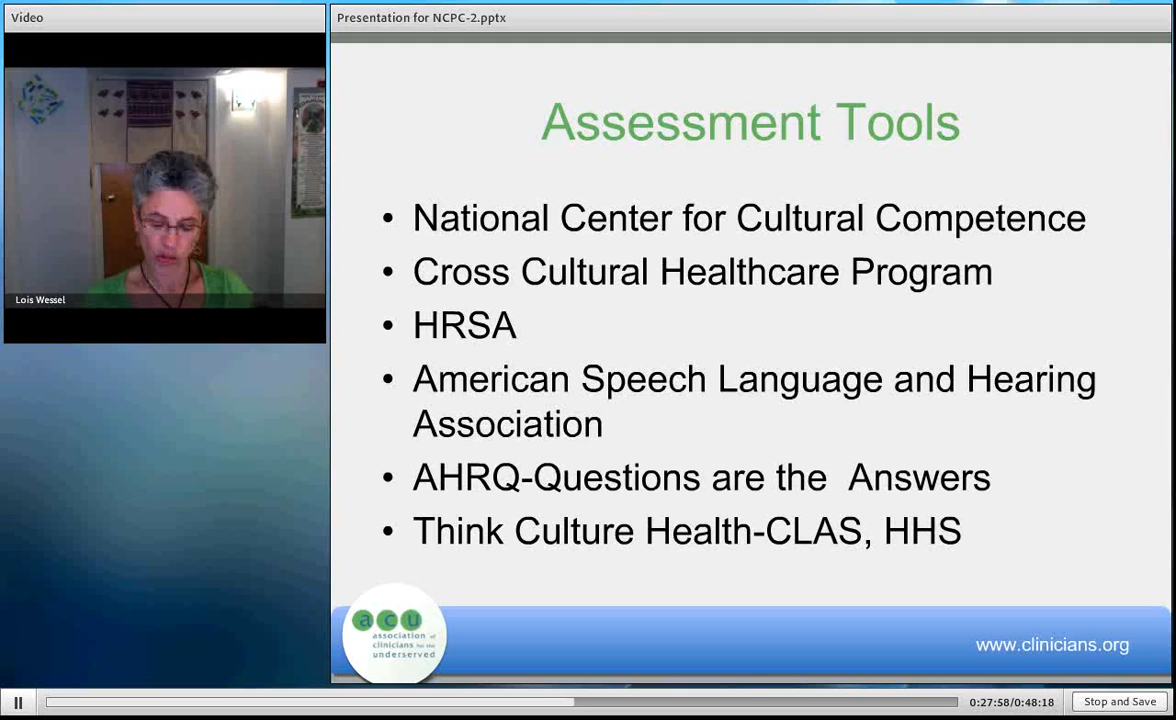 Video
Presentation for NCPC-2.pptx
Lois Wessel
Assessment Tools
• National Center for Cultural Competence
• Cross Cultural Healthcare Program
• HRSA
• American Speech Language and Hearing
Association
• AHRQ-Questions are the  Answers
• Think Culture Health-CLAS, HHS
acu
association of
clinicians for the
underserved
www.clinicians.org
0:27:58/0:48:18
Stop and Save